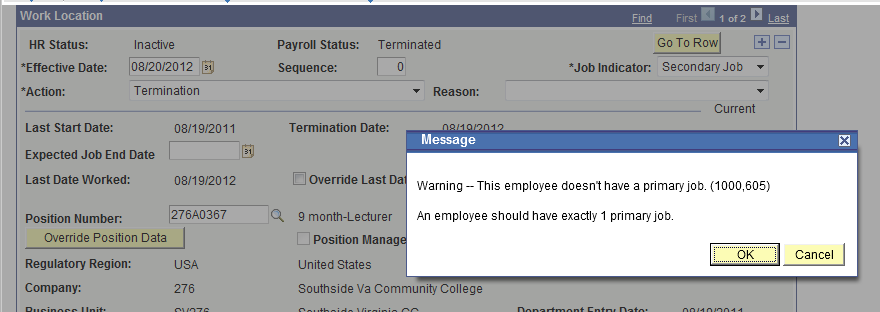 Work Location Find First 1 of 2 Last
HR Status: Inactive Payroll Status: Terminated Go To Row
*Effective Date: 08/20/2012 31 Sequence: 0 *Job Indicator: Secondary Job
*Action: Termination Reason:
Current
Last Start Date: 08/19/2011 Termination Date: 08/19/2012
Expected Job End Date 31
Last Date Worked: 08/19/2012 Override Last Dat
Position Number: 276A0367 9 month-Lecturer
Override Position Data Position Manage
Regulatory Region: USA United States
Company: 276 Southside Va Community College
Business Unit: SV276 Southside Virginia CC Department Entry Date: 08/19/2011
Message
Warning -- This employee doesn't have a primary job. (1000,605)
An employee should have exactly 1 primary job.
OK Cancel